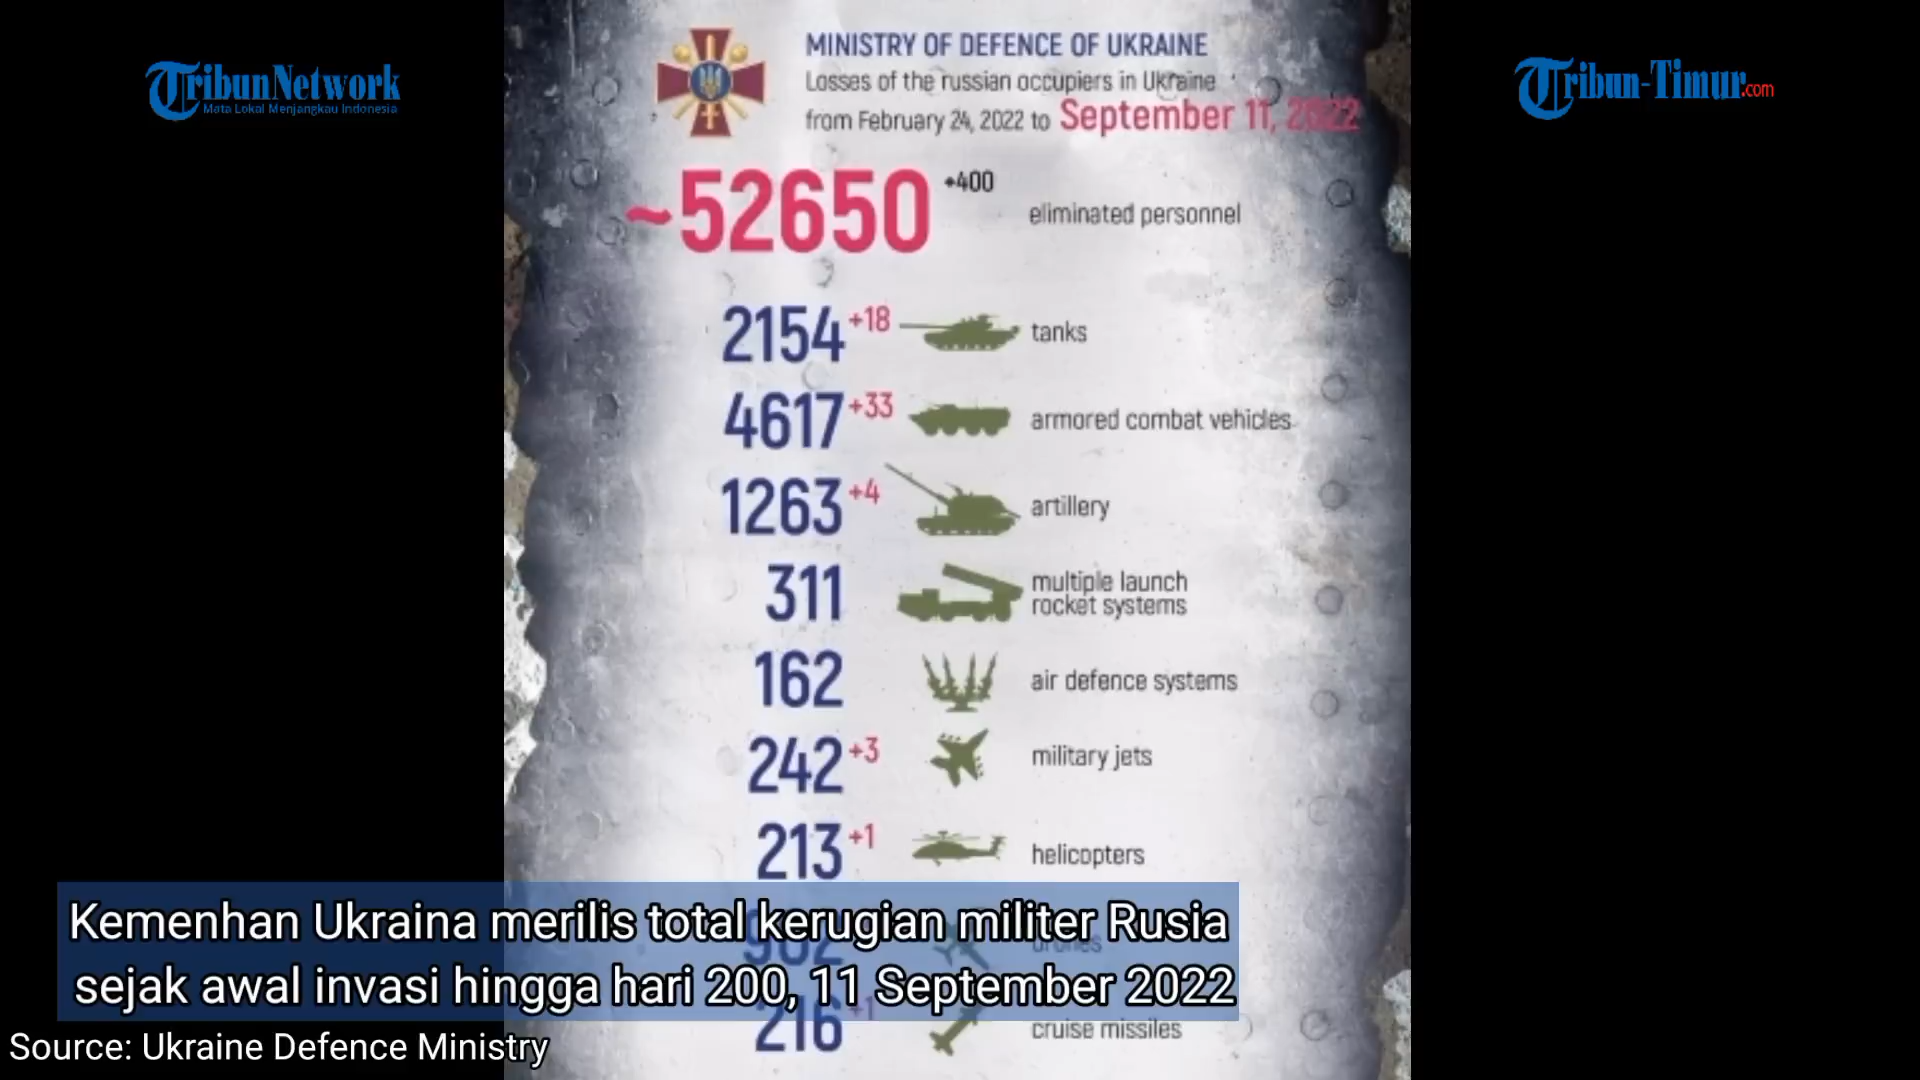 TribunNetwork
Mata Lokal Menjangkau Indonesia
Tribun-Timur.com
MINISTRY OF DEFENCE OF UKRAINE
Losses of the russian occupiers in Ukraine
from February 24, 2022 to September 11, 2022
~52650 +400 eliminated personnel
2154 +18 tanks
4617 +33 armored combat vehicles
1263 +4 artillery
311 multiple launch
rocket systems
162 air defence systems
242 +3 military jets
213 +1 helicopters
902 drones
216 +1 cruise missiles
Kemenhan Ukraina merilis total kerugian militer Rusia
sejak awal invasi hingga hari 200, 11 September 2022
Source: Ukraine Defence Ministry